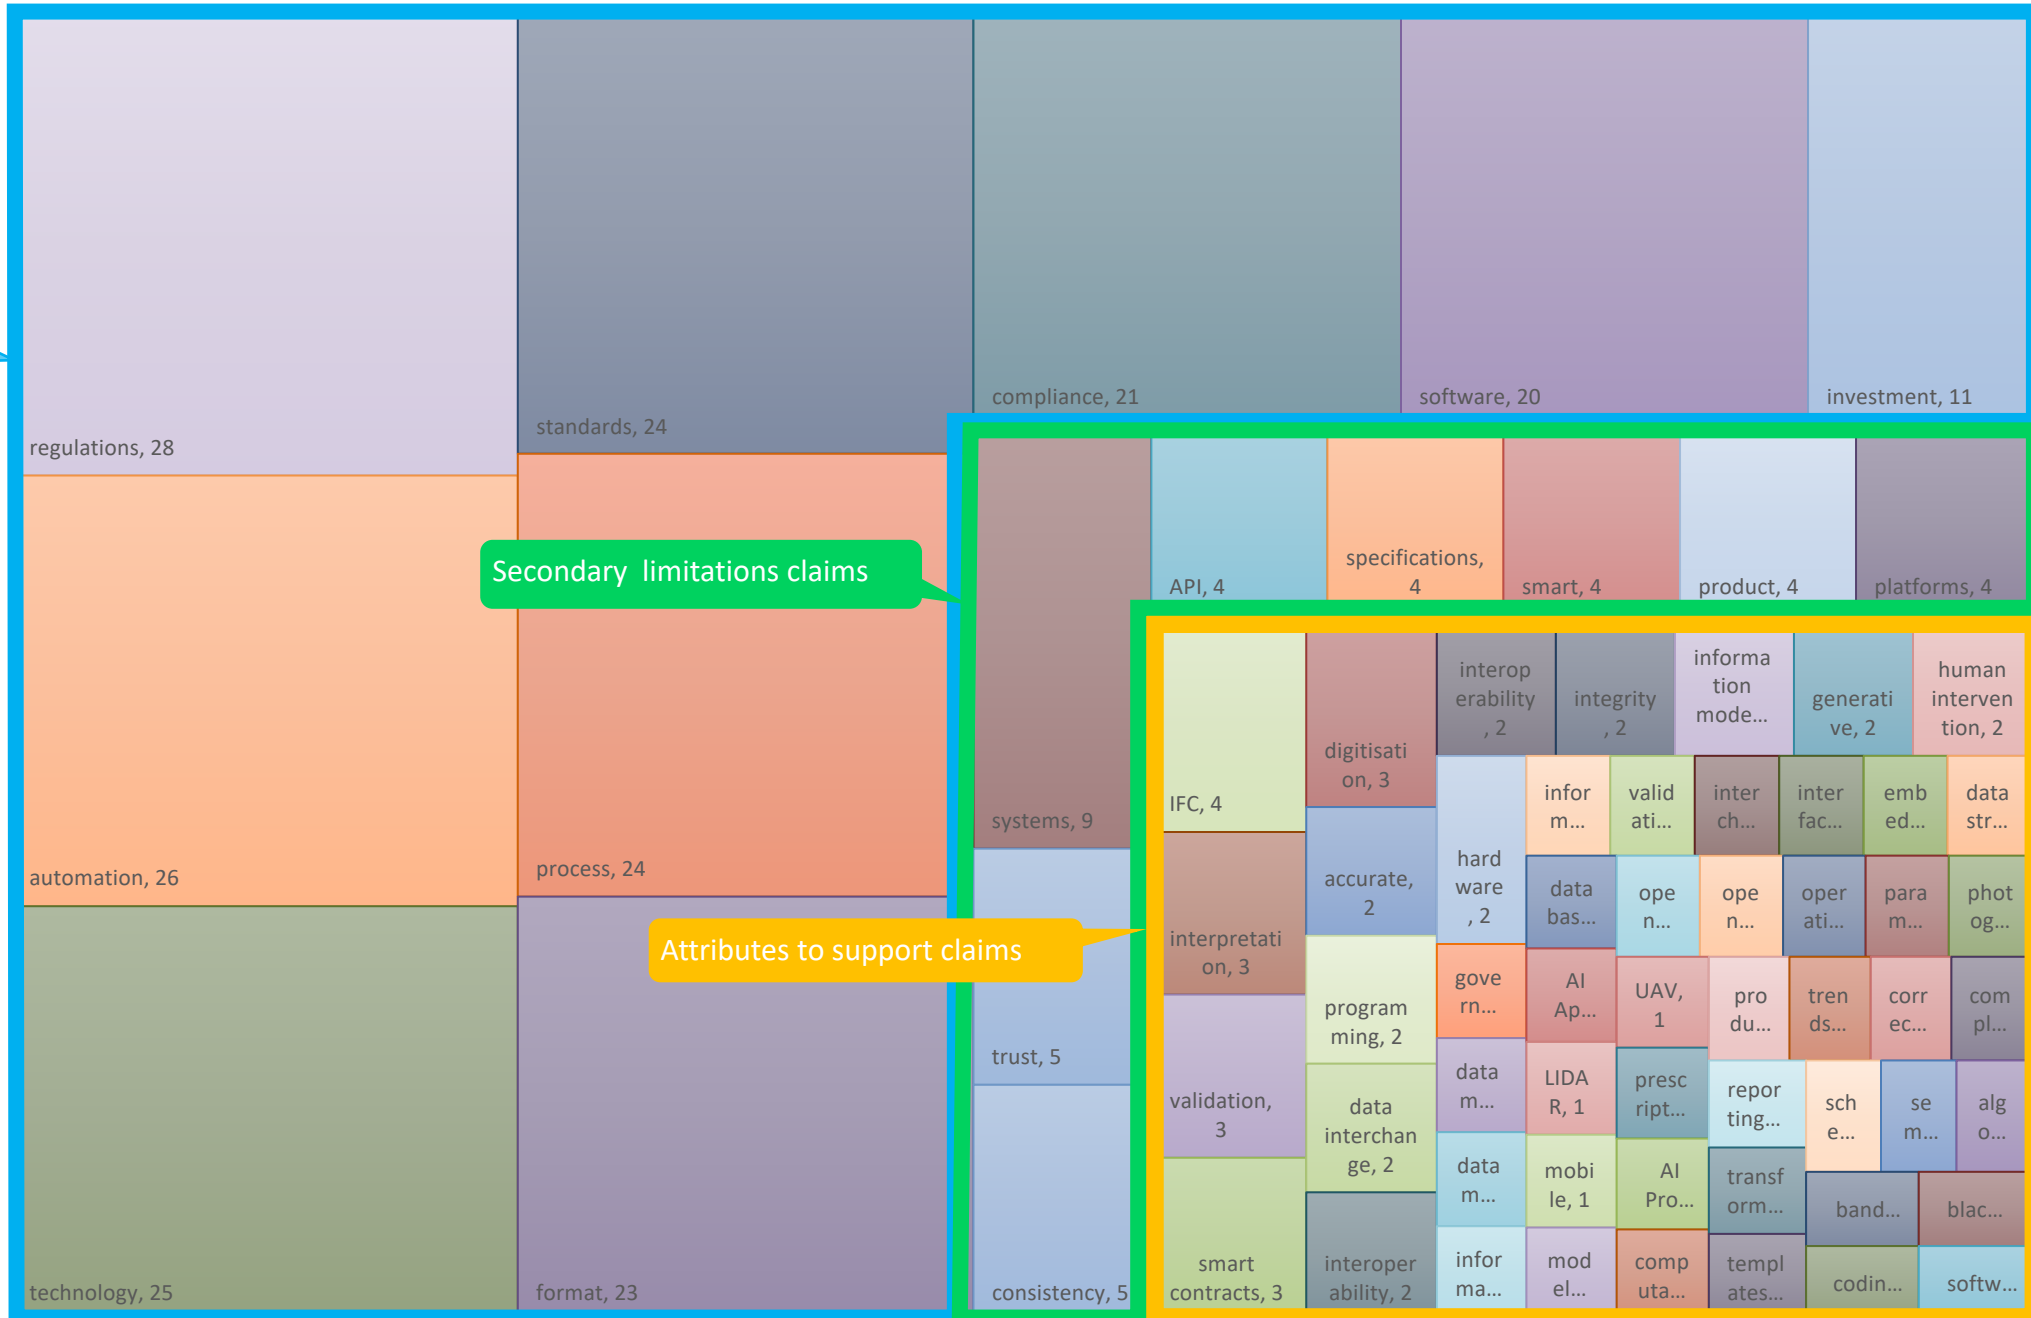 regulations, 28
standards, 24
compliance, 21
software, 20
investment, 11
automation, 26
process, 24
technology, 25
format, 23
Secondary  limitations claims
Attributes to support claims
systems, 9
trust, 5
consistency, 5
API, 4
specifications,
4
smart, 4
product, 4
platforms, 4
IFC, 4
interpretati
on, 3
validation,
3
smart
contracts, 3
digitisati
on, 3
accurate,
2
program
ming, 2
data
interchan
ge, 2
interoper
ability, 2
interop
erability
, 2
integrity
, 2
informa
tion
mode...
generati
ve, 2
human
interven
tion, 2
hard
ware
, 2
gove
rn...
data
m...
data
m...
infor
ma...
infor
m...
valid
ati...
inter
ch...
inter
fac...
emb
ed...
data
str...
data
bas...
ope
n...
ope
n...
oper
ati...
para
m...
phot
og...
AI
Ap...
UAV,
1
pro
du...
tren
ds...
corr
ec...
com
pl...
LIDA
R, 1
presc
ript...
repor
ting...
sch
e...
se
m...
alg
o...
mobi
le, 1
AI
Pro...
transf
orm...
band...
blac...
mod
el...
comp
uta...
templ
ates...
codin...
softw...